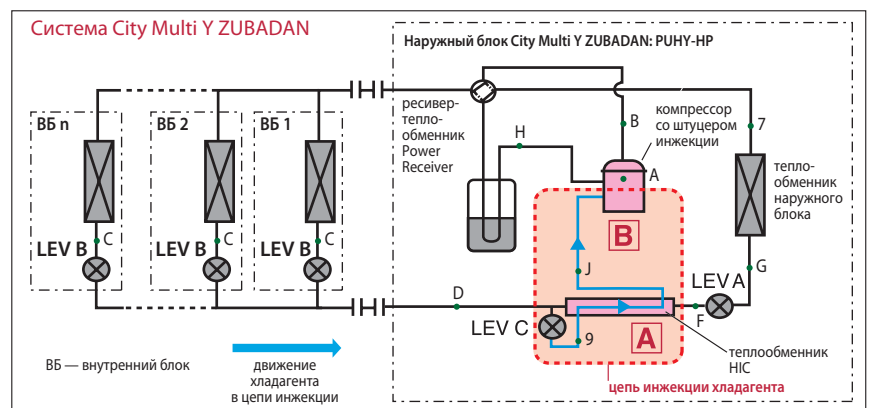 Система City Multi Y ZUBADAN
Наружный блок City Multi Y ZUBADAN: PUHY-HP
ресивер-
тепло-
обменник
Power
Receiver
компрессор
со штуцером
инжекции
ВБ n
ВБ 2
ВБ 1
H
B
7
A
тепло-
обменник
наружного
блока
B
LEV B
C
LEV B
C
LEV B
C
J
G
LEV A
D
F
LEV C
9
A
ВБ — внутренний блок
движение
хладагента
в цепи инжекции
теплообменник
HIC
цепь инжекции хладагента